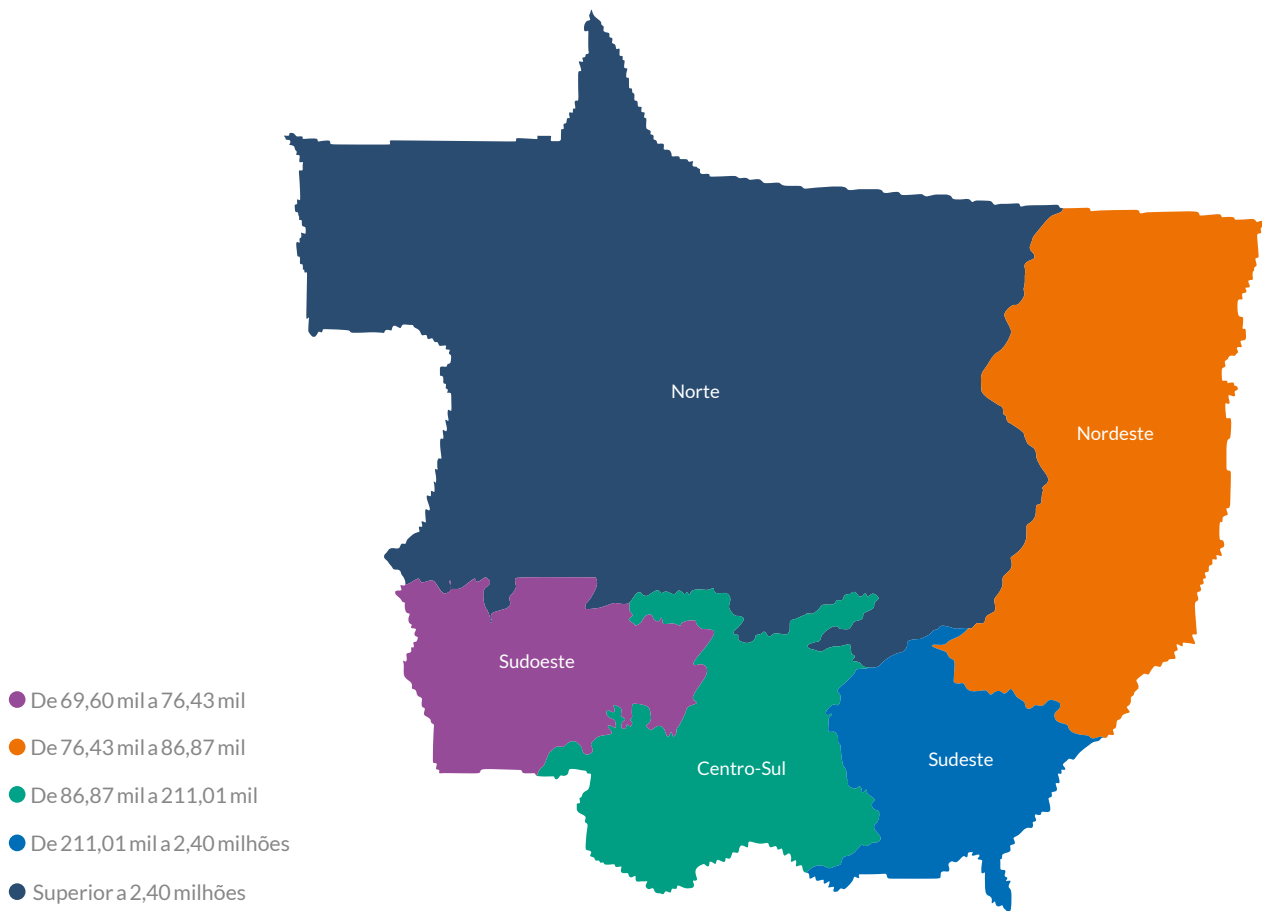 Norte
Nordeste
Sudoeste
Centro-Sul
Sudeste
De 69,60 mil a 76,43 mil
De 76,43 mil a 86,87 mil
De 86,87 mil a 211,01 mil
De 211,01 mil a 2,40 milhões
Superior a 2,40 milhões